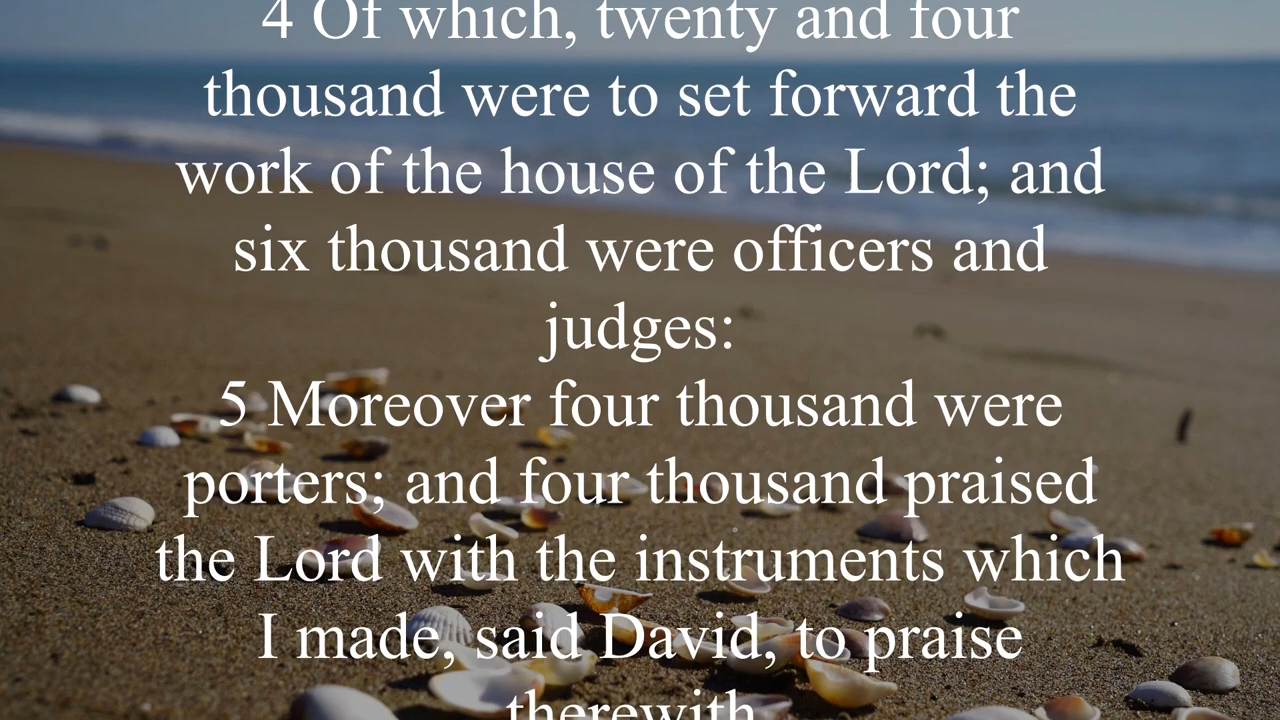 4 Of which, twenty and four
thousand were to set forward the
work of the house of the Lord; and
six thousand were officers and
judges:
5 Moreover four thousand were
porters; and four thousand praised
the Lord with the instruments which
I made, said David, to praise
therewith